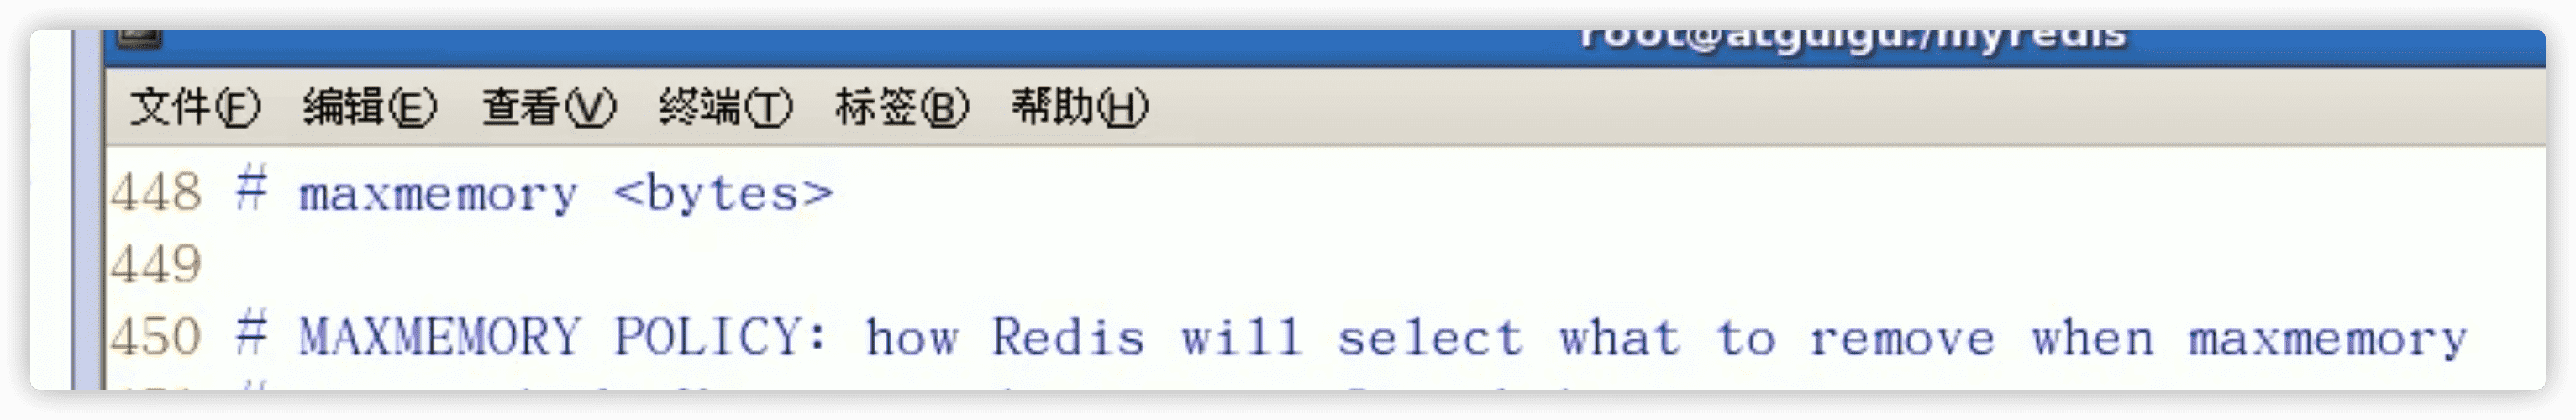 root@atguigu:/myredis
文件(F) 编辑(E) 查看(V) 终端(T) 标签(B) 帮助(H)
448 # maxmemory <bytes>
449
450 # MAXMEMORY POLICY: how Redis will select what to remove when maxmemory